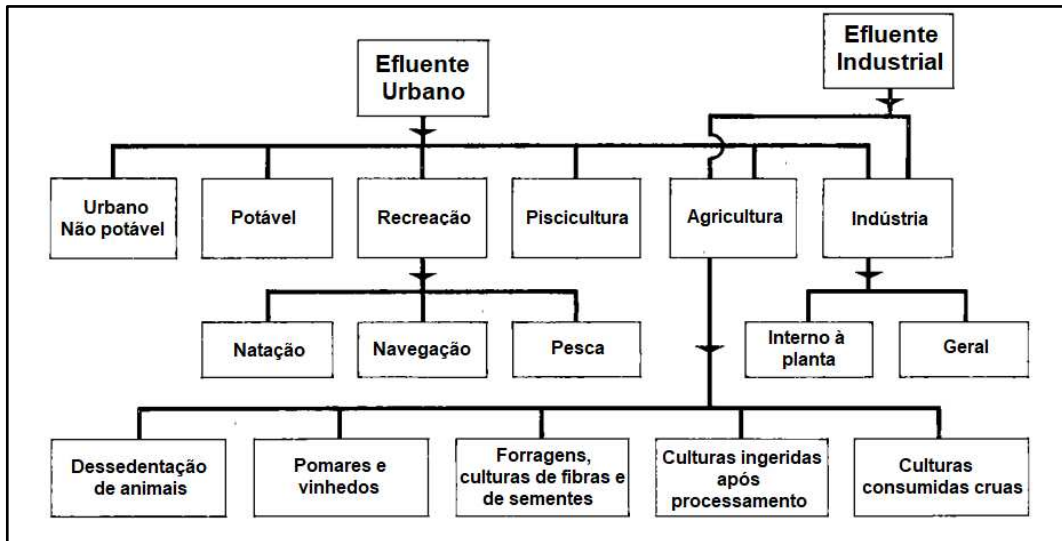 Efluente
Urbano
Efluente
Industrial
Urbano
Não potável
Potável
Recreação
Piscicultura
Agricultura
Indústria
Natação
Navegação
Pesca
Interno à
planta
Geral
Dessedentação
de animais
Pomares e
vinhedos
Forragens,
culturas de fibras e
de sementes
Culturas ingeridas
após
processamento
Culturas
consumidas cruas